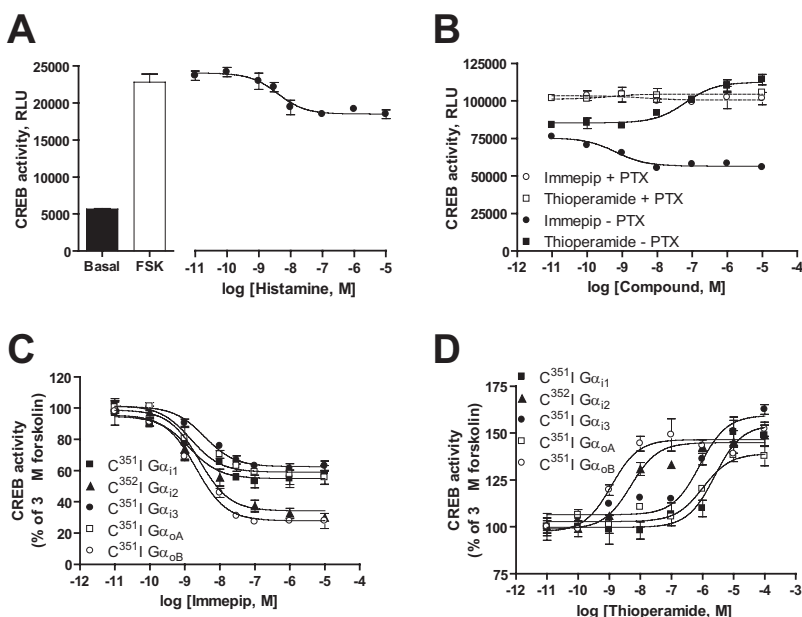 A
CREB activity, RLU
25000
20000
15000
10000
5000
0
Basal FSK
-11 -10 -9 -8 -7 -6 -5
log [Histamine, M]
B
CREB activity, RLU
125000
100000
75000
50000
25000
0
Immepip + PTX
Thioperamide + PTX
Immepip - PTX
Thioperamide - PTX
-12 -11 -10 -9 -8 -7 -6 -5 -4
log [Compound, M]
C
CREB activity
(% of 3 M forskolin)
120
100
80
60
40
20
0
C³⁵¹I Gαi1
C³⁵²I Gαi2
C³⁵¹I Gαi3
C³⁵¹I GαoA
C³⁵¹I GαoB
-12 -11 -10 -9 -8 -7 -6 -5 -4
log [Immepip, M]
D
CREB activity
(% of 3 M forskolin)
175
150
125
100
75
C³⁵¹I Gαi1
C³⁵²I Gαi2
C³⁵¹I Gαi3
C³⁵¹I GαoA
C³⁵¹I GαoB
-12 -11 -10 -9 -8 -7 -6 -5 -4 -3
log [Thioperamide, M]